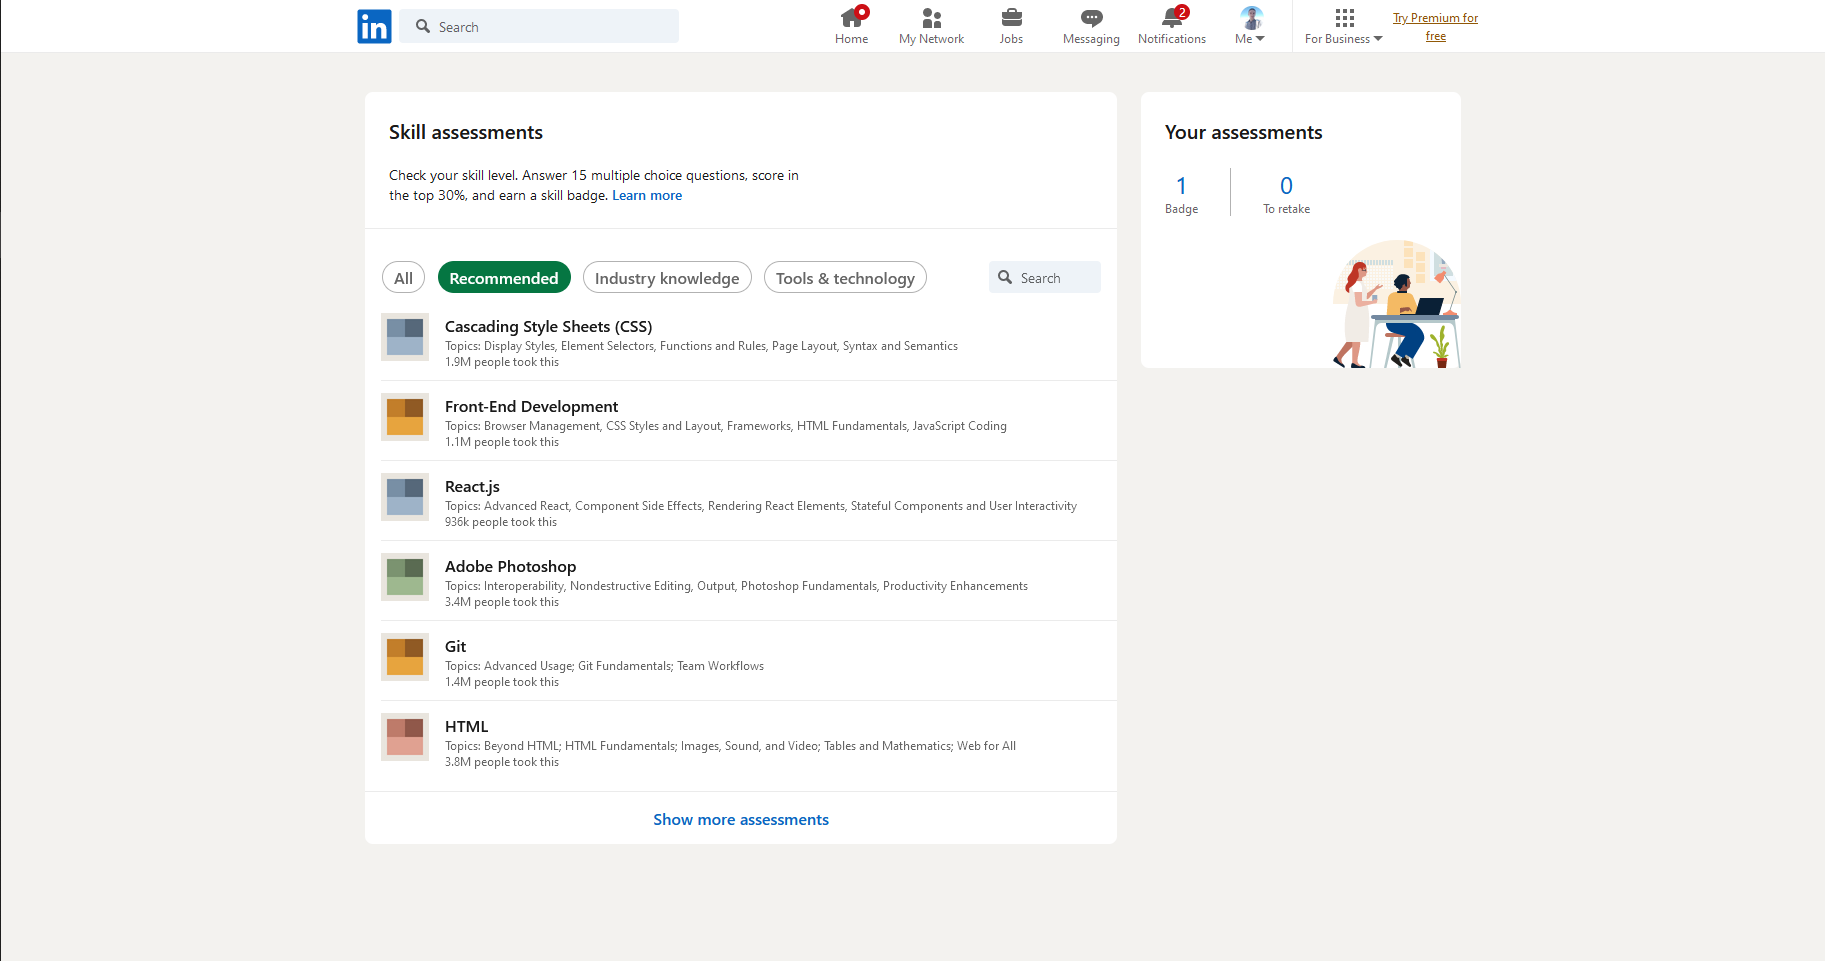 in
Search
Home
My Network
Jobs
Messaging
2
Notifications
Me
For Business
Try Premium for
free
Skill assessments
Check your skill level. Answer 15 multiple choice questions, score in
the top 30%, and earn a skill badge. Learn more
All
Recommended
Industry knowledge
Tools & technology
Search
Cascading Style Sheets (CSS)
Topics: Display Styles, Element Selectors, Functions and Rules, Page Layout, Syntax and Semantics
1.9M people took this
Front-End Development
Topics: Browser Management, CSS Styles and Layout, Frameworks, HTML Fundamentals, JavaScript Coding
1.1M people took this
React.js
Topics: Advanced React, Component Side Effects, Rendering React Elements, Stateful Components and User Interactivity
936k people took this
Adobe Photoshop
Topics: Interoperability, Nondestructive Editing, Output, Photoshop Fundamentals, Productivity Enhancements
3.4M people took this
Git
Topics: Advanced Usage; Git Fundamentals; Team Workflows
1.4M people took this
HTML
Topics: Beyond HTML; HTML Fundamentals; Images, Sound, and Video; Tables and Mathematics; Web for All
3.8M people took this
Show more assessments
Your assessments
1
Badge
0
To retake